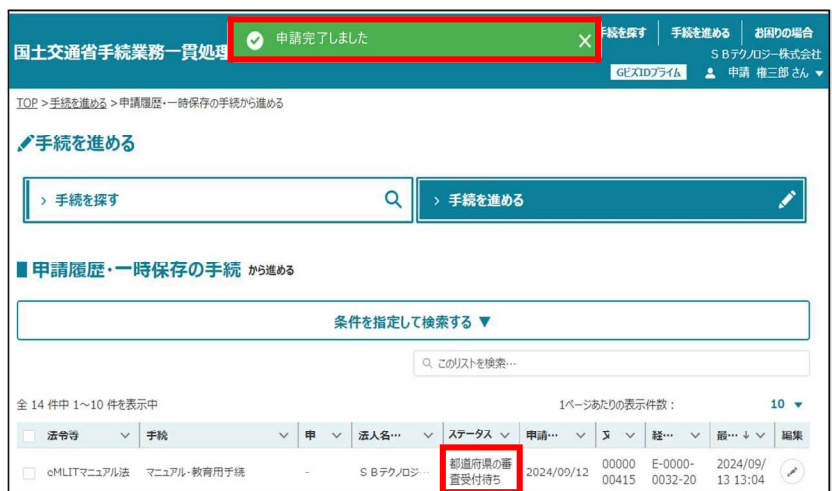 申請完了しました
手続を探す 手続を進める お困りの場合
国土交通省手続業務一貫処理
SBテクノロジー株式会社
GビズIDプライム 申請 権三郎 さん
TOP >手続を進める >申請履歴・一時保存の手続から進める
手続を進める
手続を探す
手続を進める
申請履歴・一時保存の手続 から進める
条件を指定して検索する ▼
このリストを検索…
全 14 件中 1～10 件を表示中 1ページあたりの表示件数： 10
法令等 手続 申 法人名… ステータス 申請… 経… 最… ↓ 編集
eMLITマニュアル法 マニュアル・教育用手続 - SBテクノロジ… 都道府県の審査受付待ち 2024/09/12 00000 00415 E-0000-0032-20 2024/09/13 13:04